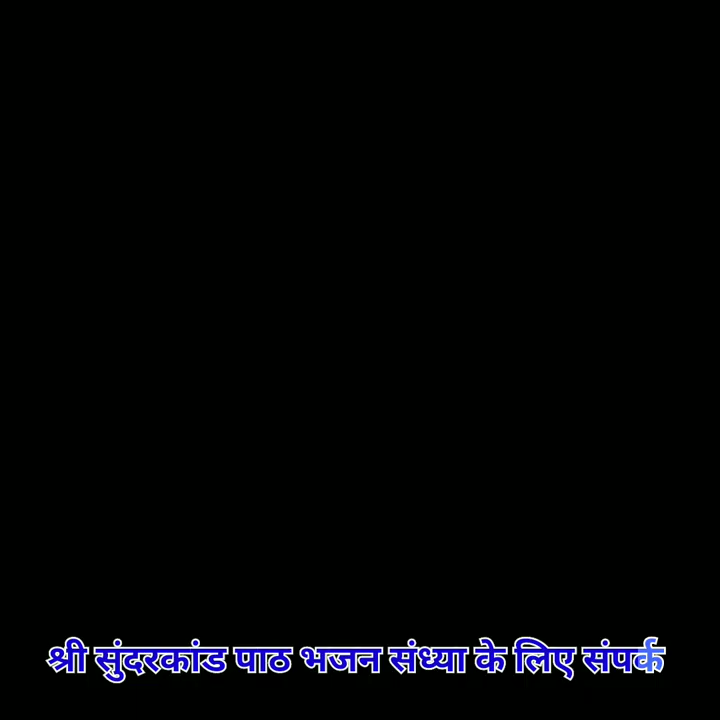 श्री सुंदरकांड पाठ भजन संध्या के लिए संपर्क